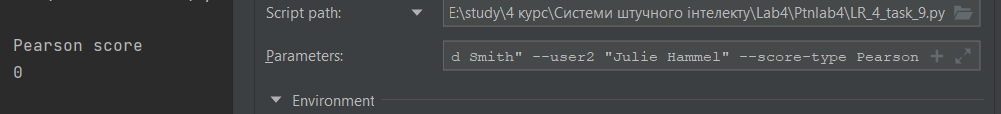 Pearson score
0
Script path:
E:\study\4 курс\Системи штучного інтелекту\Lab4\Ptnlab4\LR_4_task_9.py
Parameters:
d Smith" --user2 "Julie Hammel" --score-type Pearson
Environment